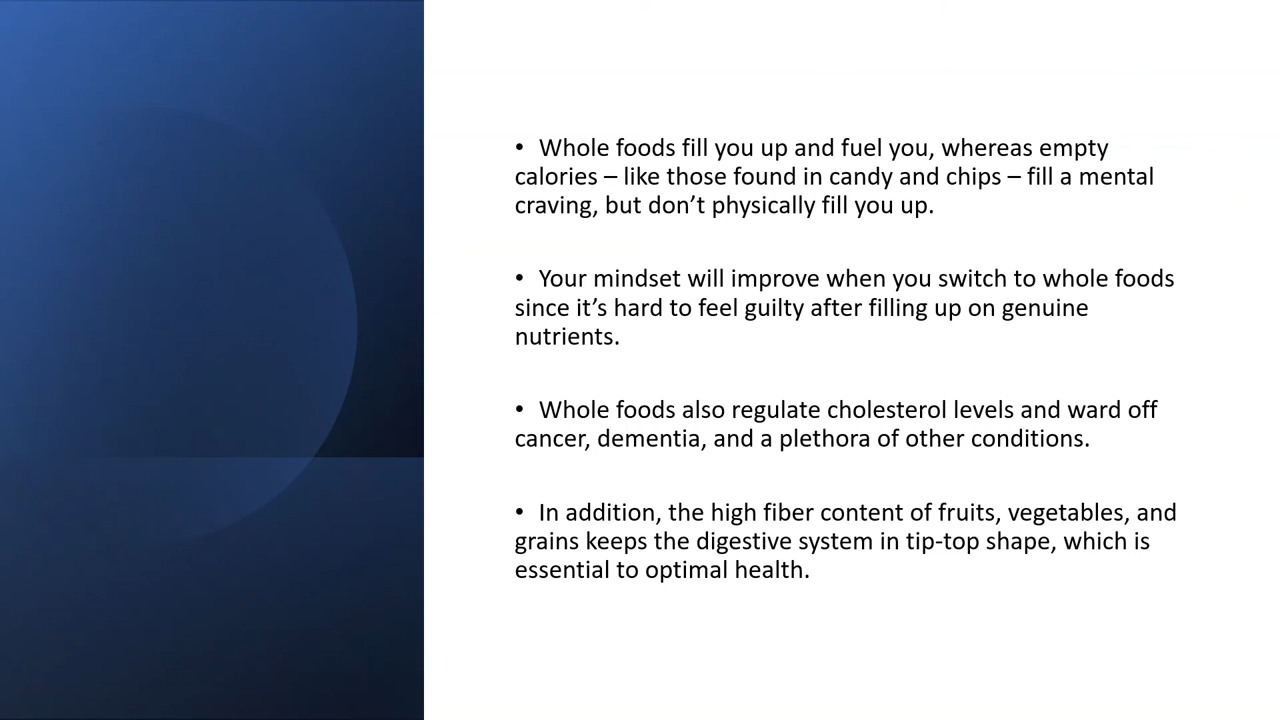 • Whole foods fill you up and fuel you, whereas empty
calories – like those found in candy and chips – fill a mental
craving, but don’t physically fill you up.
• Your mindset will improve when you switch to whole foods
since it’s hard to feel guilty after filling up on genuine
nutrients.
• Whole foods also regulate cholesterol levels and ward off
cancer, dementia, and a plethora of other conditions.
• In addition, the high fiber content of fruits, vegetables, and
grains keeps the digestive system in tip-top shape, which is
essential to optimal health.